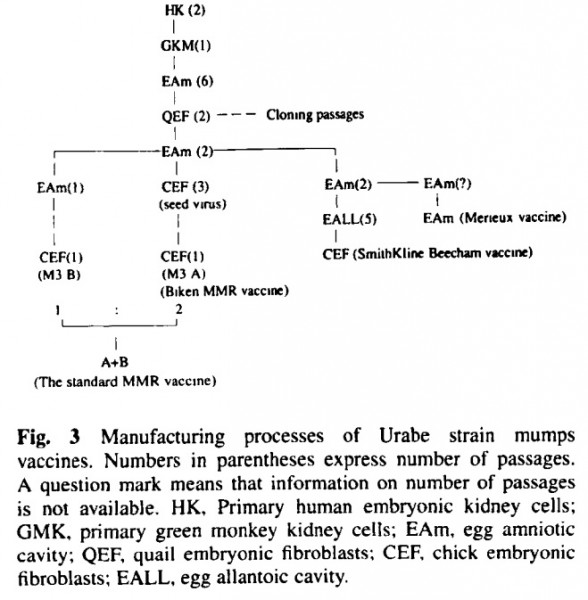 HK (2)
GKM(1)
EAm (6)
QEF (2) --- Cloning passages
EAm (2)
EAm(1) CEF (3) EAm(2) EAm(?)
(seed virus)
EALL(5) EAm (Merieux vaccine)
CEF(1) CEF(1) CEF (SmithKline Beecham vaccine)
(M3 B) (M3 A)
(Biken MMR vaccine)
1 : 2
A+B
(The standard MMR vaccine)
Fig. 3 Manufacturing processes of Urabe strain mumps
vaccines. Numbers in parentheses express number of passages.
A question mark means that information on number of passages
is not available. HK, Primary human embryonic kidney cells;
GMK, primary green monkey kidney cells; EAm, egg amniotic
cavity; QEF, quail embryonic fibroblasts; CEF, chick embryonic
fibroblasts; EALL, egg allantoic cavity.